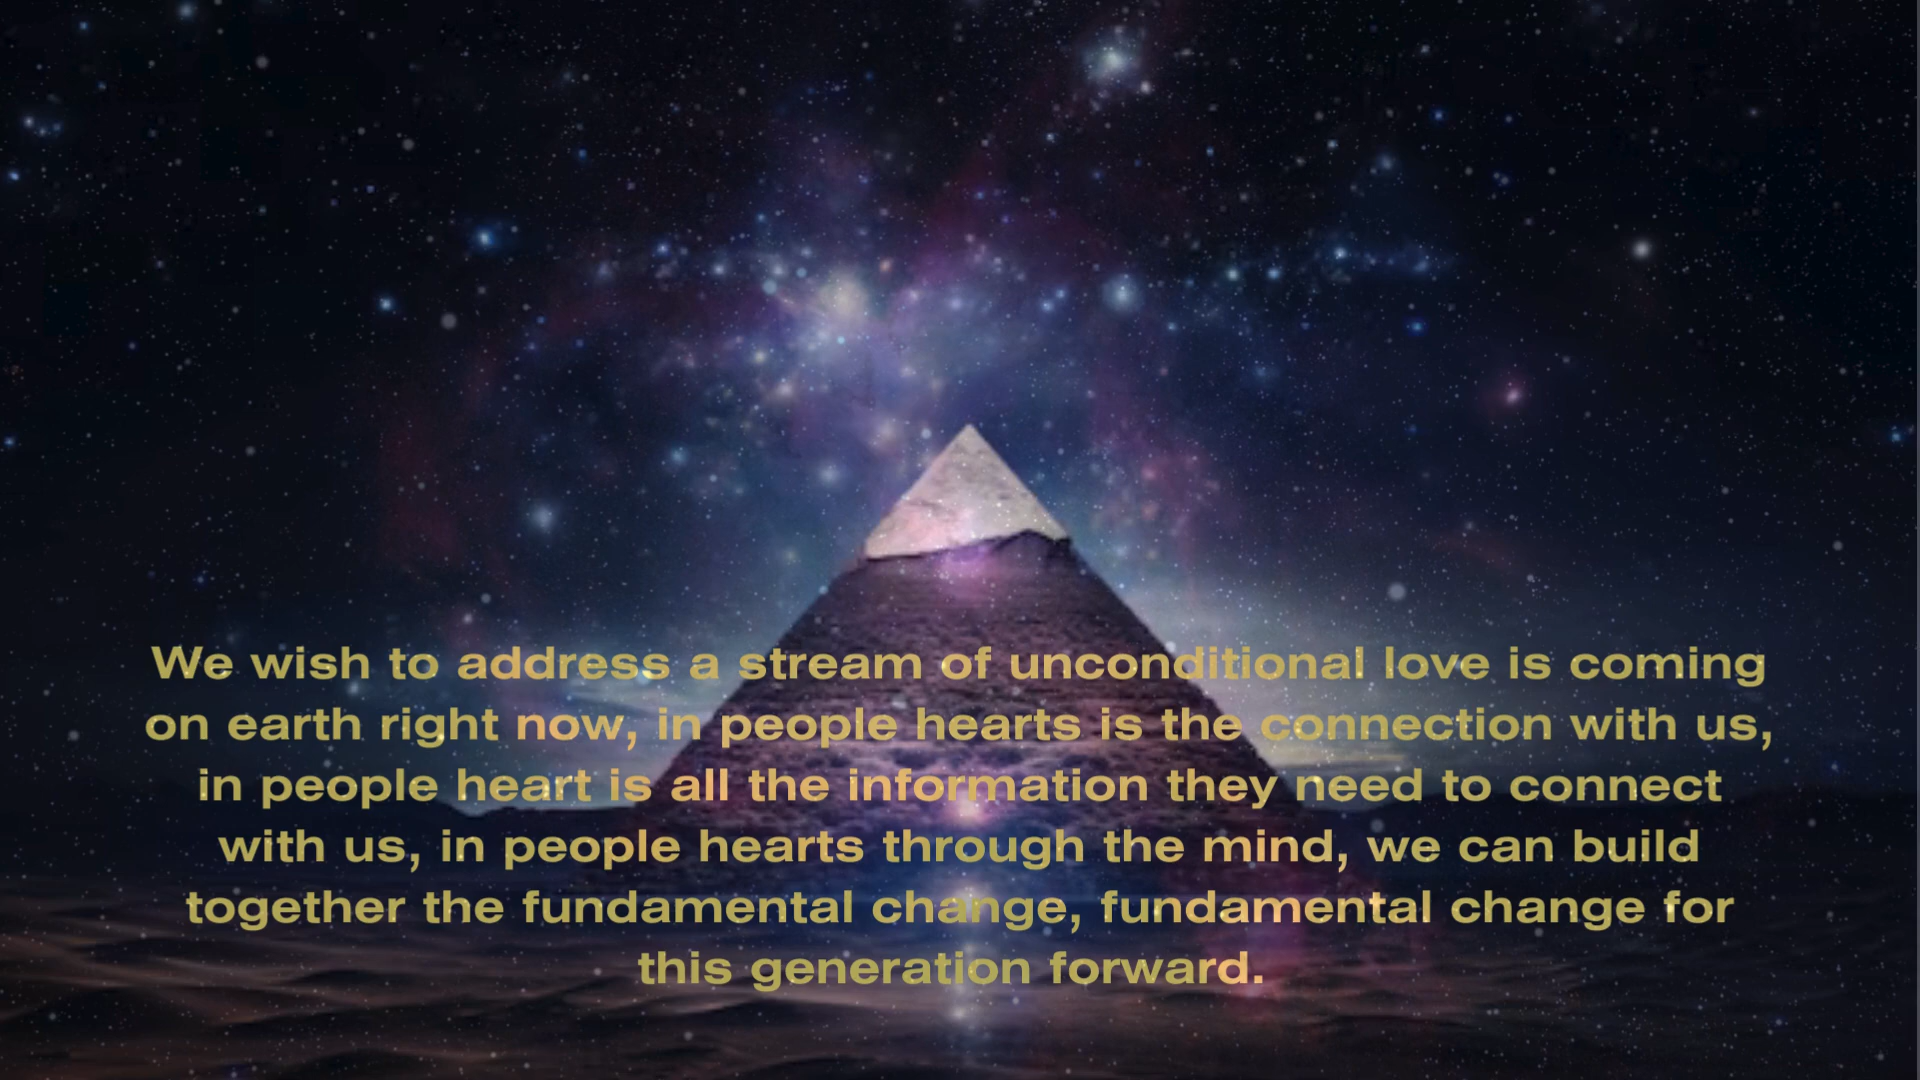 We wish to address a stream of unconditional love is coming
on earth right now, in people hearts is the connection with us,
in people heart is all the information they need to connect
with us, in people hearts through the mind, we can build
together the fundamental change, fundamental change for
this generation forward.